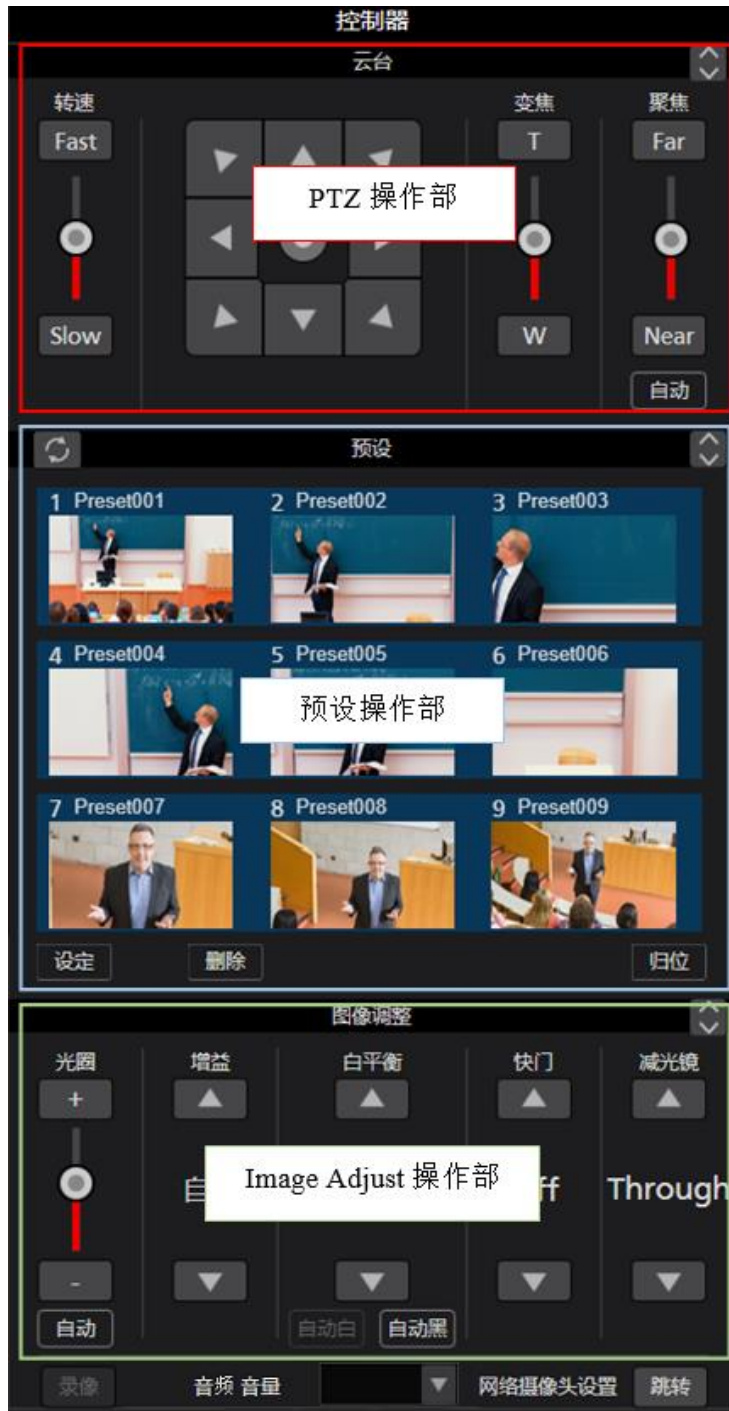 控制器
云台
转速 变焦 聚焦
Fast T Far
PTZ 操作部
Slow W Near
自动
预设
1 Preset001 2 Preset002 3 Preset003
4 Preset004 5 Preset005 6 Preset006
预设操作部
7 Preset007 8 Preset008 9 Preset009
设定 删除 归位
图像调整
光圈 增益 白平衡 快门 减光镜
+
Image Adjust 操作部
Through
-
自动 自动白 自动黑
录像 音频 音量 网络摄像头设置 跳转